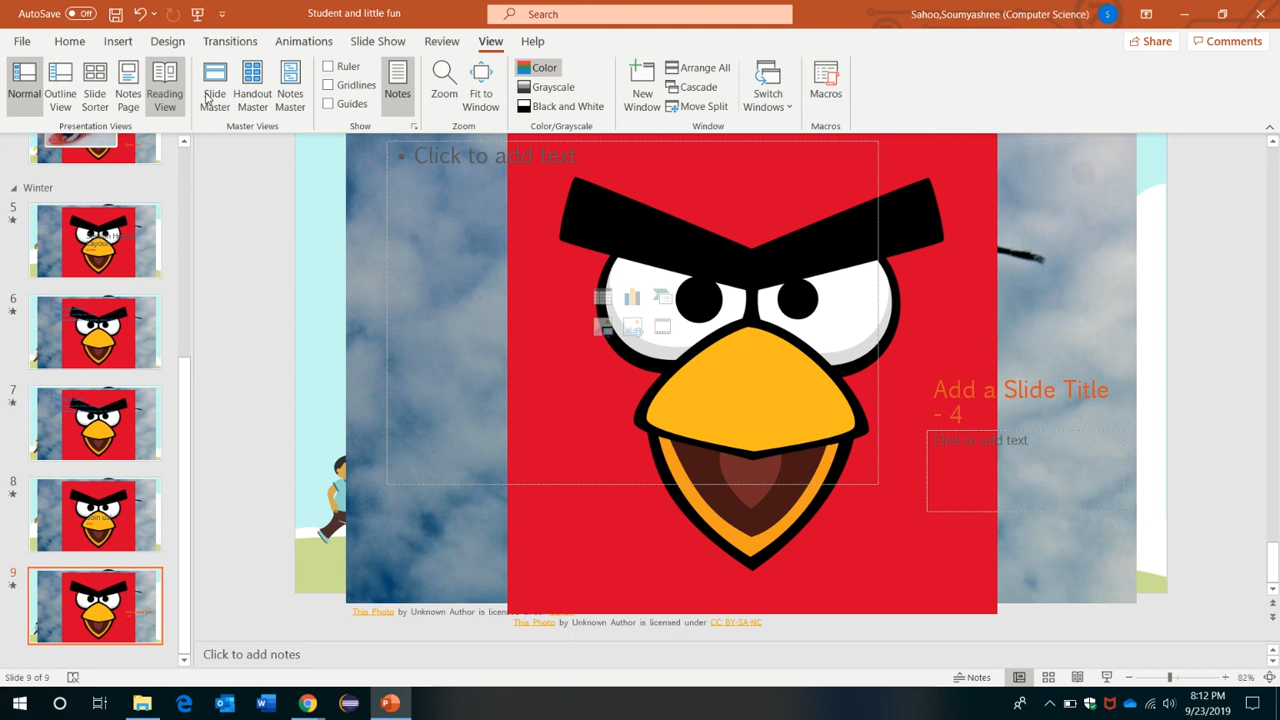 AutoSave Off
Student and little fun
Search
Sahoo,Soumyashree (Computer Science)
S
File Home Insert Design Transitions Animations Slide Show Review View Help
Share
Comments
Normal
Outline View
Slide Sorter
Notes Page
Reading View
Presentation Views
Slide Master
Handout Master
Notes Master
Master Views
Ruler
Gridlines
Guides
Show
Notes
Zoom
Fit to Window
Zoom
Color
Grayscale
Black and White
Color/Grayscale
New Window
Arrange All
Cascade
Move Split
Window
Switch Windows
Macros
Macros
Winter
5
6
7
8
9
• Click to add text
Add a Slide Title
- 4
Click to add text
This Photo by Unknown Author is licensed under
This Photo by Unknown Author is licensed under CC BY-SA-NC
Click to add notes
Slide 9 of 9
Notes
82%
8:12 PM
9/23/2019